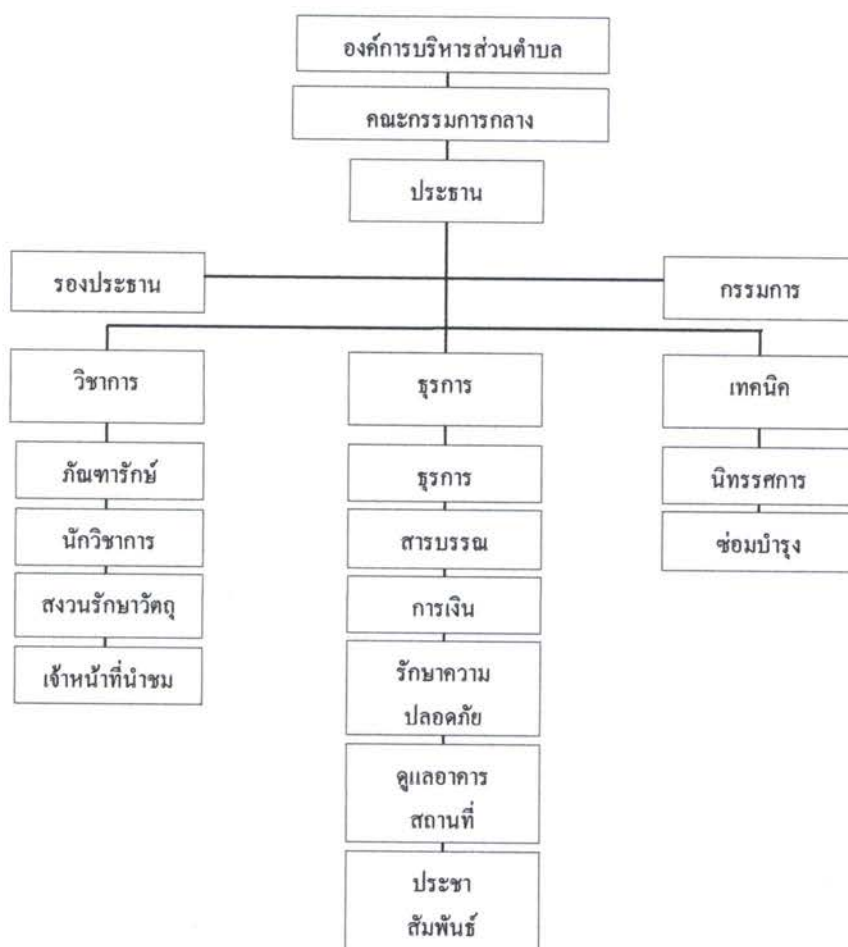 องค์การบริหารส่วนตำบล
คณะกรรมการกลาง
ประธาน
รองประธาน
กรรมการ
วิชาการ
ธุรการ
เทคนิค
ภัณฑารักษ์
ธุรการ
นิทรรศการ
นักวิชาการ
สารบรรณ
ซ่อมบำรุง
สงวนรักษาวัตถุ
การเงิน
เจ้าหน้าที่นำชม
รักษาความ
ปลอดภัย
ดูแลอาคาร
สถานที่
ประชา
สัมพันธ์